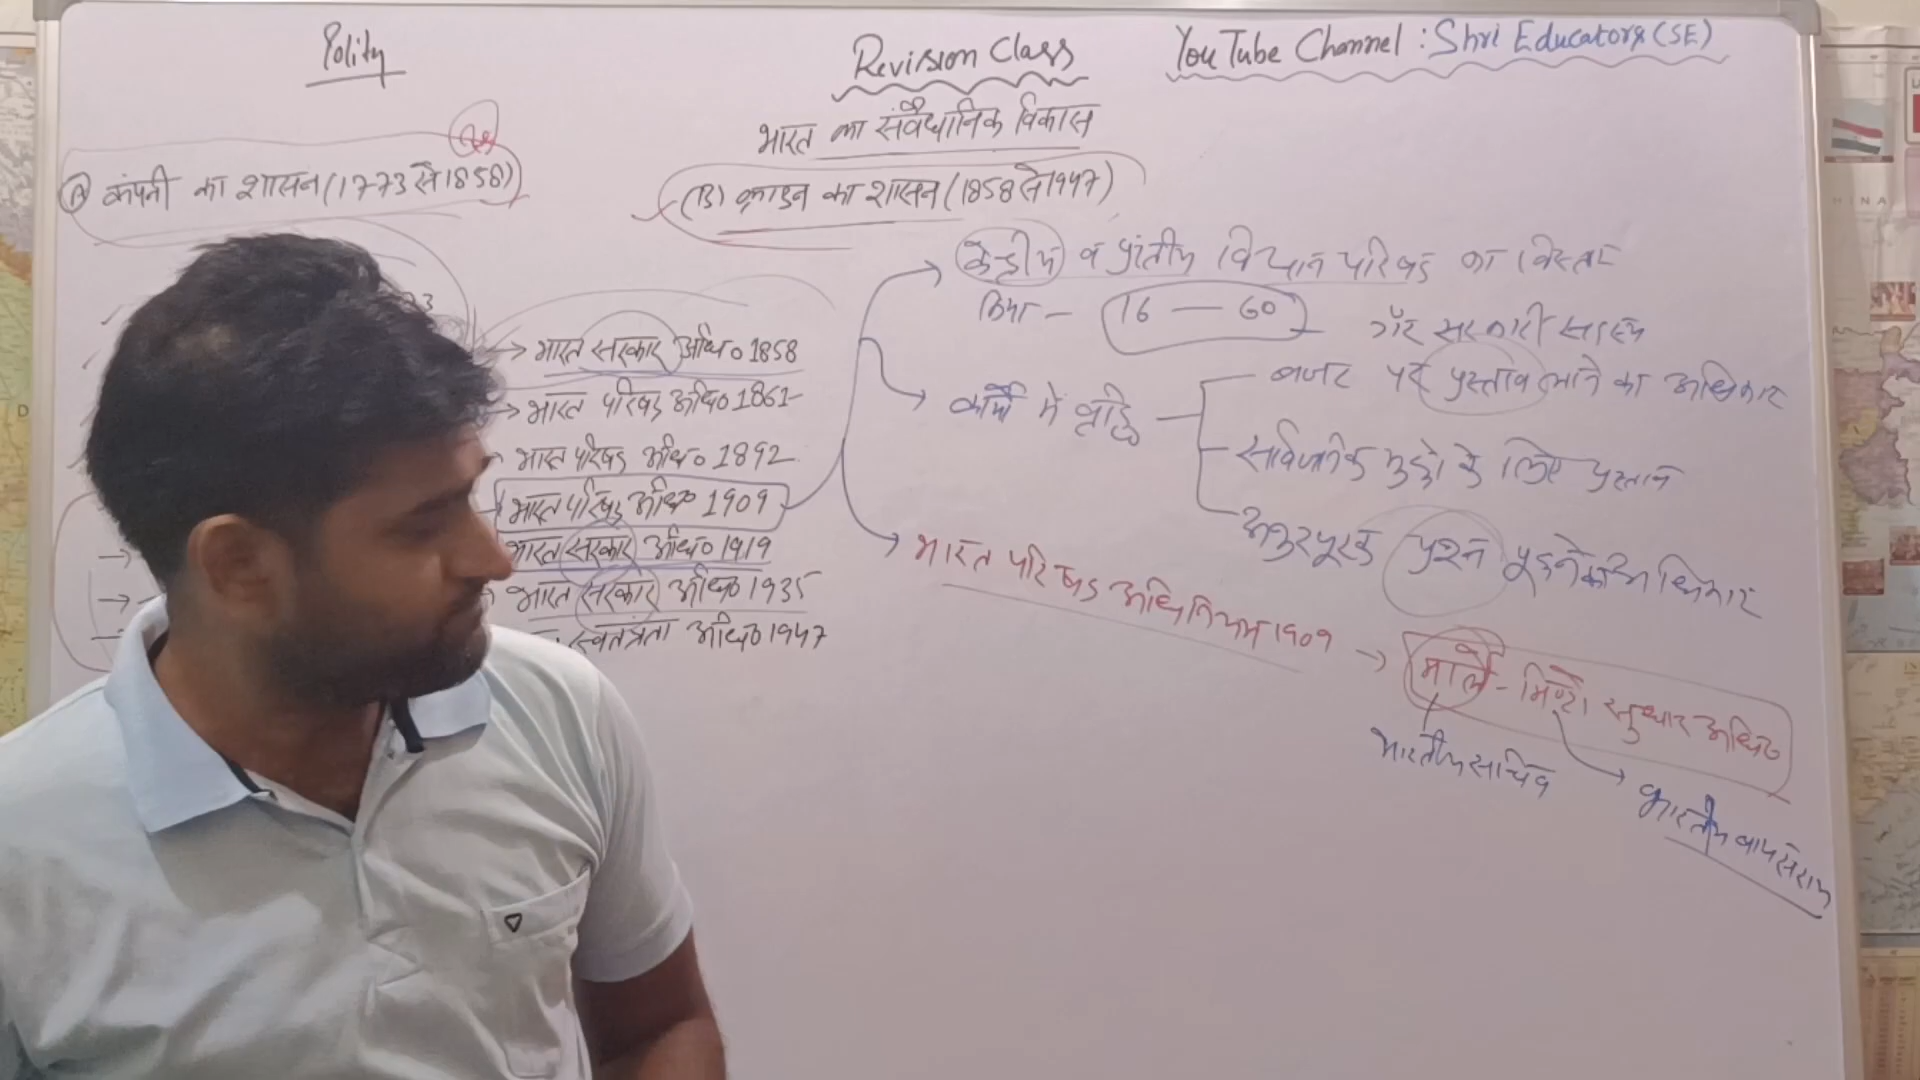 Polity
Revision Class
YouTube Channel : Shri Educators (SE)
भारत का संवैधानिक विकास
(A) कंपनी का शासन (1773 से 1858)
(B) क्राउन का शासन (1858 से 1947)
भारत सरकार अधि० 1858
भारत परिषद अधि० 1861
भारत परिषद अधि० 1892
भारत परिषद अधि० 1909
भारत सरकार अधि० 1919
भारत सरकार अधि० 1935
स्वतंत्रता अधि० 1947
केन्द्रीय व प्रांतीय विधान परिषद का विस्तार
किया - 16 — 60
गैर सरकारी सदस्य
कार्यों में वृद्धि
बजट पर प्रस्ताव लाने का अधिकार
सार्वजनिक मुद्दो के लिए प्रस्ताव
अनुपूरक प्रश्न पूछने का अधिकार
भारत परिषद अधिनियम 1909 → मार्ले - मिण्टो सुधार अधि०
भारतीय सचिव
भारतीय वायसराय